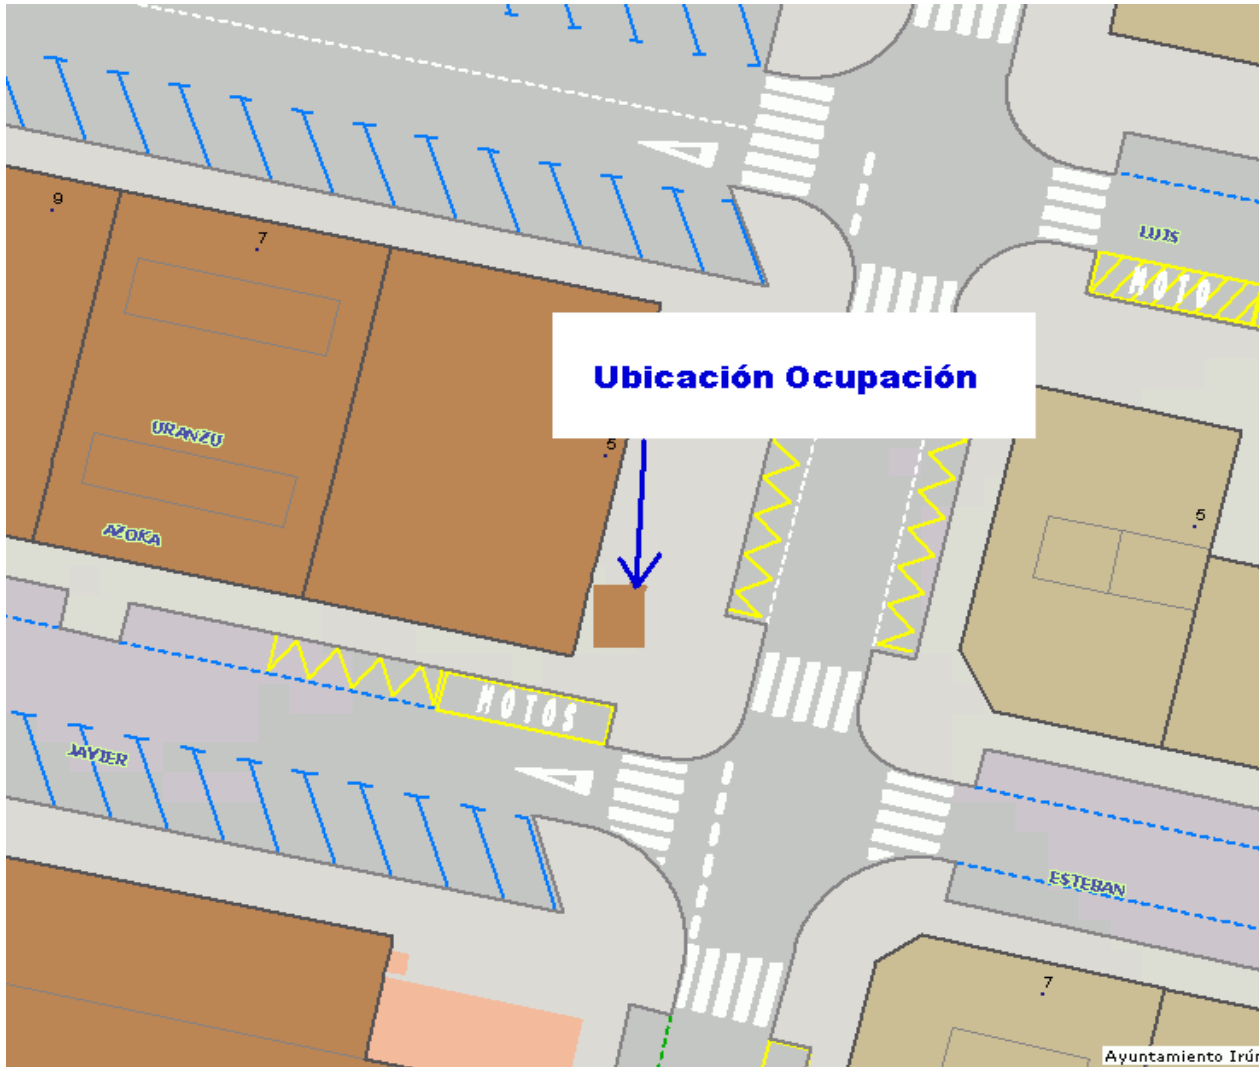 9
7
LUIS
MOTO
Ubicación Ocupación
5
URANZU
AZOKA
5
MOTOS
JAVIER
ESTEBAN
7
Ayuntamiento Irún